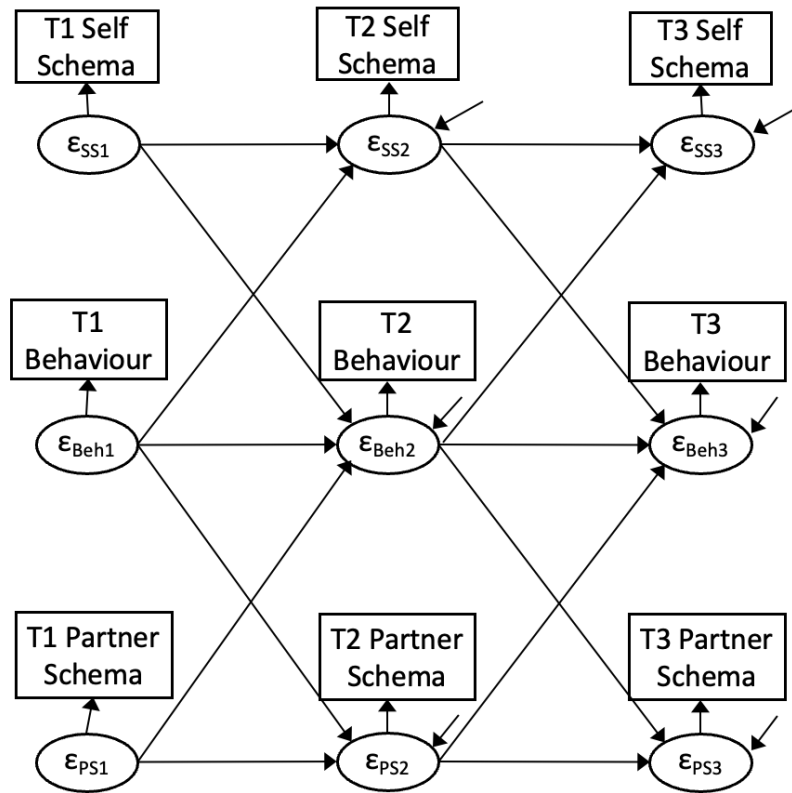 T1 Self
Schema
T2 Self
Schema
T3 Self
Schema
εSS1
εSS2
εSS3
T1
Behaviour
T2
Behaviour
T3
Behaviour
εBeh1
εBeh2
εBeh3
T1 Partner
Schema
T2 Partner
Schema
T3 Partner
Schema
εPS1
εPS2
εPS3